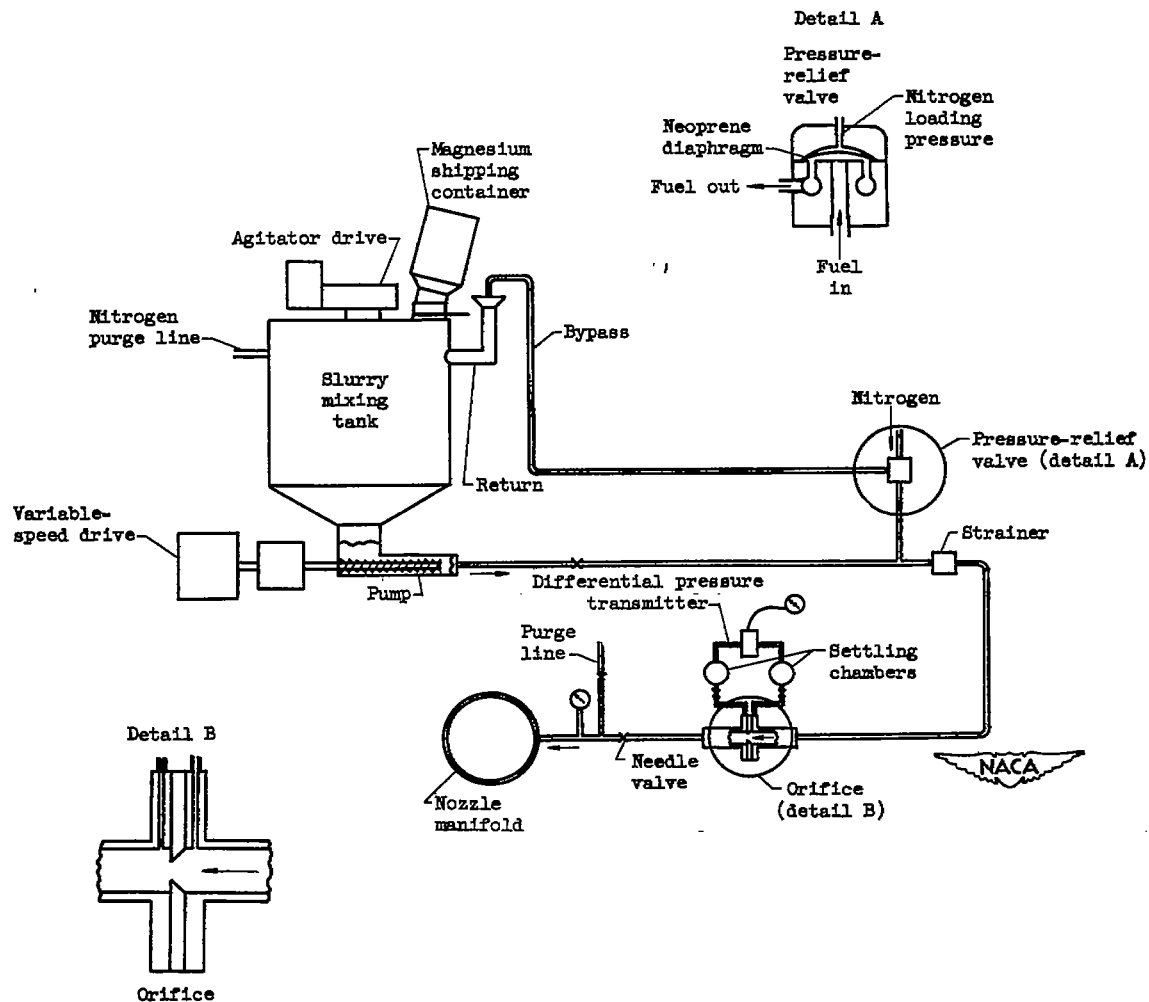 Detail A
Pressure-
relief
valve
Nitrogen
loading
pressure
Neoprene
diaphragm
Fuel out
Fuel
in
Magnesium
shipping
container
Agitator drive
Nitrogen
purge line
Slurry
mixing
tank
Bypass
Return
Nitrogen
Pressure-relief
valve (detail A)
Variable-
speed drive
Pump
Strainer
Differential pressure
transmitter
Settling
chambers
Purge
line
Needle
valve
Nozzle
manifold
Orifice
(detail B)
NACA
Detail B
Orifice